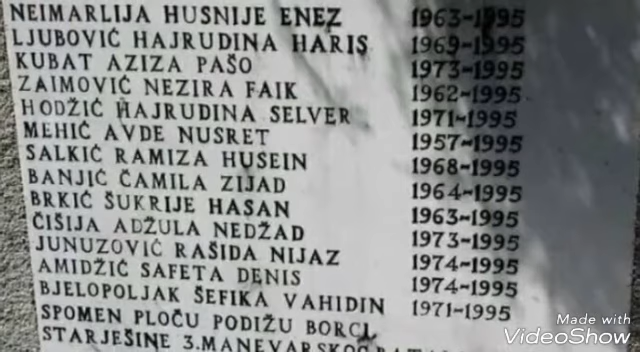 NEIMARLIJA HUSNIJE ENEZ 1963-1995
LJUBOVIĆ HAJRUDINA HARIS 1969-1995
KUBAT AZIZA PAŠO 1973-1995
ZAIMOVIĆ NEZIRA FAIK 1962-1995
HODŽIĆ HAJRUDINA SELVER 1971-1995
MEHIĆ AVDE NUSRET 1957-1995
SALKIĆ RAMIZA HUSEIN 1968-1995
BANJIĆ ČAMILA ZIJAD 1964-1995
BRKIĆ ŠUKRIJE HASAN 1963-1995
ČIŠIJA ADŽULA NEDŽAD 1973-1995
JUNUZOVIĆ RAŠIDA NIJAZ 1974-1995
AMIDŽIĆ SAFETA DENIS 1974-1995
BJELOPOLJAK ŠEFIKA VAHIDIN 1971-1995
SPOMEN PLOČU PODIŽU BORCI
STARJEŠINE 3.MANEVARSKOG
Made with
VideoShow